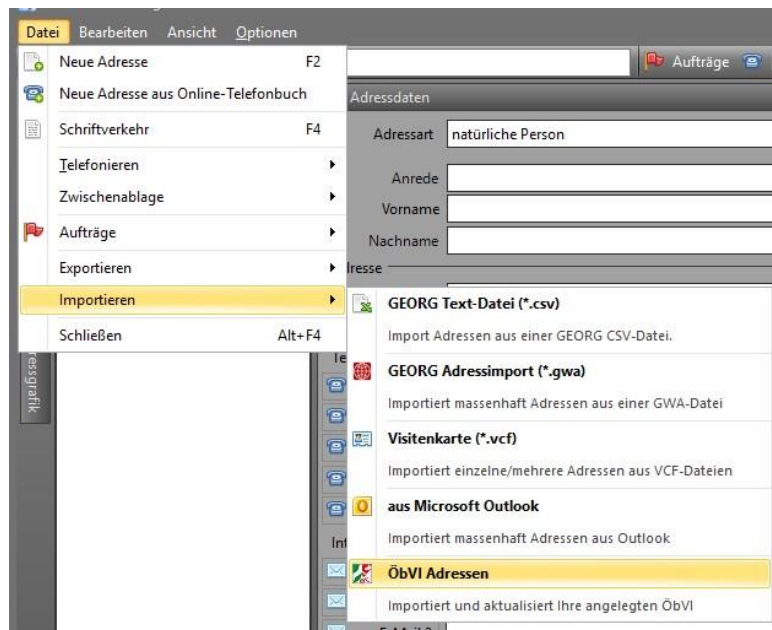 Datei Bearbeiten Ansicht Optionen
Neue Adresse F2
Neue Adresse aus Online-Telefonbuch
Schriftverkehr F4
Telefonieren
Zwischenablage
Aufträge
Exportieren
Importieren
Schließen Alt+F4
Aufträge
Adressdaten
Adressart natürliche Person
Anrede
Vorname
Nachname
resse
GEORG Text-Datei (*.csv)
Import Adressen aus einer GEORG CSV-Datei.
GEORG Adressimport (*.gwa)
Importiert massenhaft Adressen aus einer GWA-Datei
Visitenkarte (*.vcf)
Importiert einzelne/mehrere Adressen aus VCF-Dateien
aus Microsoft Outlook
Importiert massenhaft Adressen aus Outlook
ÖbVI Adressen
Importiert und aktualisiert Ihre angelegten ÖbVI
Te
Int
ressgrafik